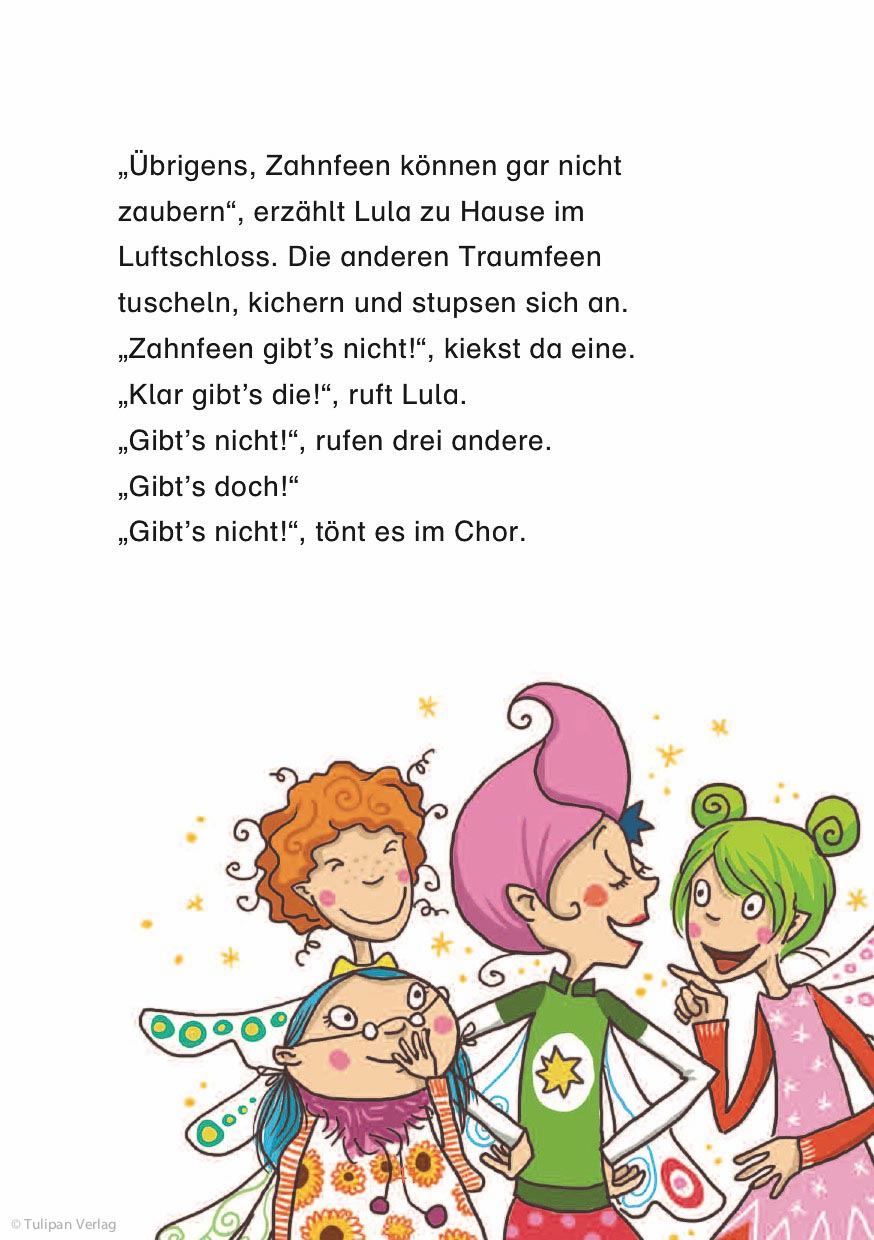 „Übrigens, Zahnfeen können gar nicht
zaubern“, erzählt Lula zu Hause im
Luftschloss. Die anderen Traumfeen
tuscheln, kichern und stupsen sich an.
„Zahnfeen gibt’s nicht!“, kiekst da eine.
„Klar gibt’s die!“, ruft Lula.
„Gibt’s nicht!“, rufen drei andere.
„Gibt’s doch!“
„Gibt’s nicht!“, tönt es im Chor.
© Tulipan Verlag